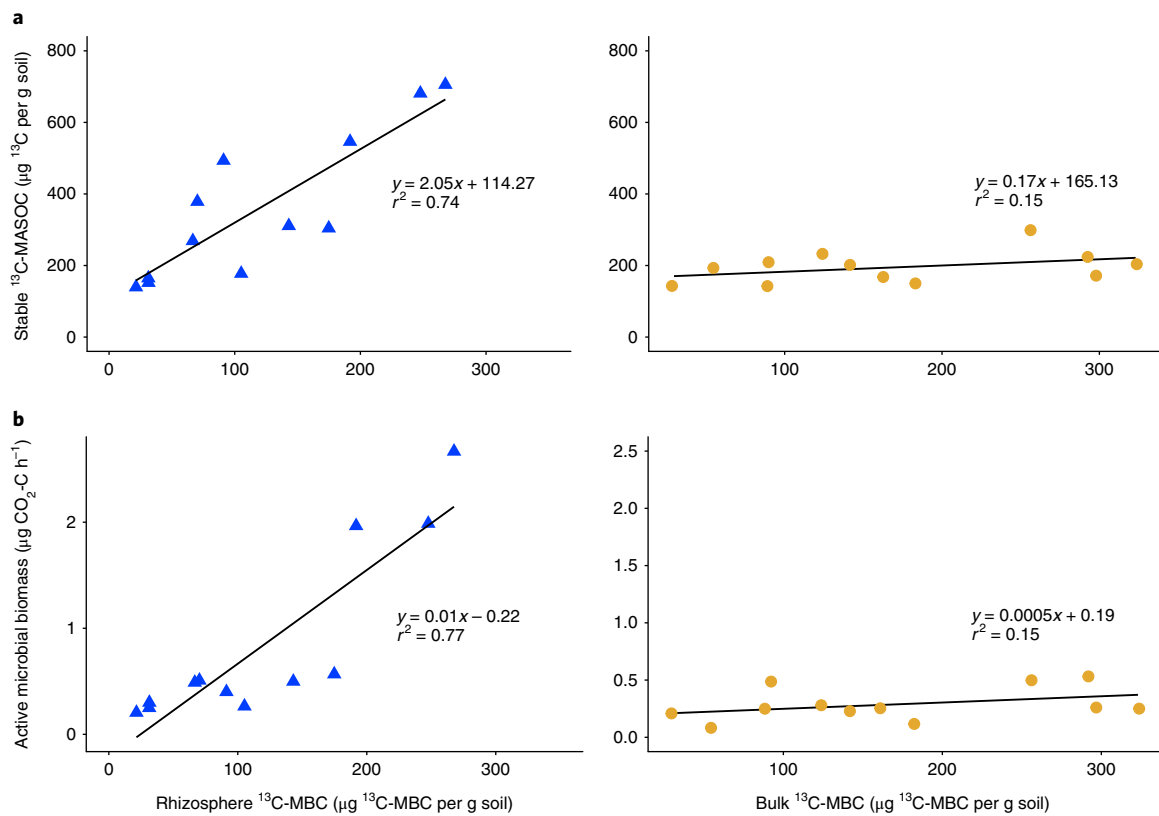 a
Stable ¹³C-MASOC (µg ¹³C per g soil)
800
600
400
200
0
y = 2.05x + 114.27
r² = 0.74
0 100 200 300
800
600
400
200
0
y = 0.17x + 165.13
r² = 0.15
100 200 300
b
Active microbial biomass (µg CO₂-C h⁻¹)
2
1
0
y = 0.01x – 0.22
r² = 0.77
0 100 200 300
Rhizosphere ¹³C-MBC (µg ¹³C-MBC per g soil)
2.5
2.0
1.5
1.0
0.5
0.0
y = 0.0005x + 0.19
r² = 0.15
100 200 300
Bulk ¹³C-MBC (µg ¹³C-MBC per g soil)